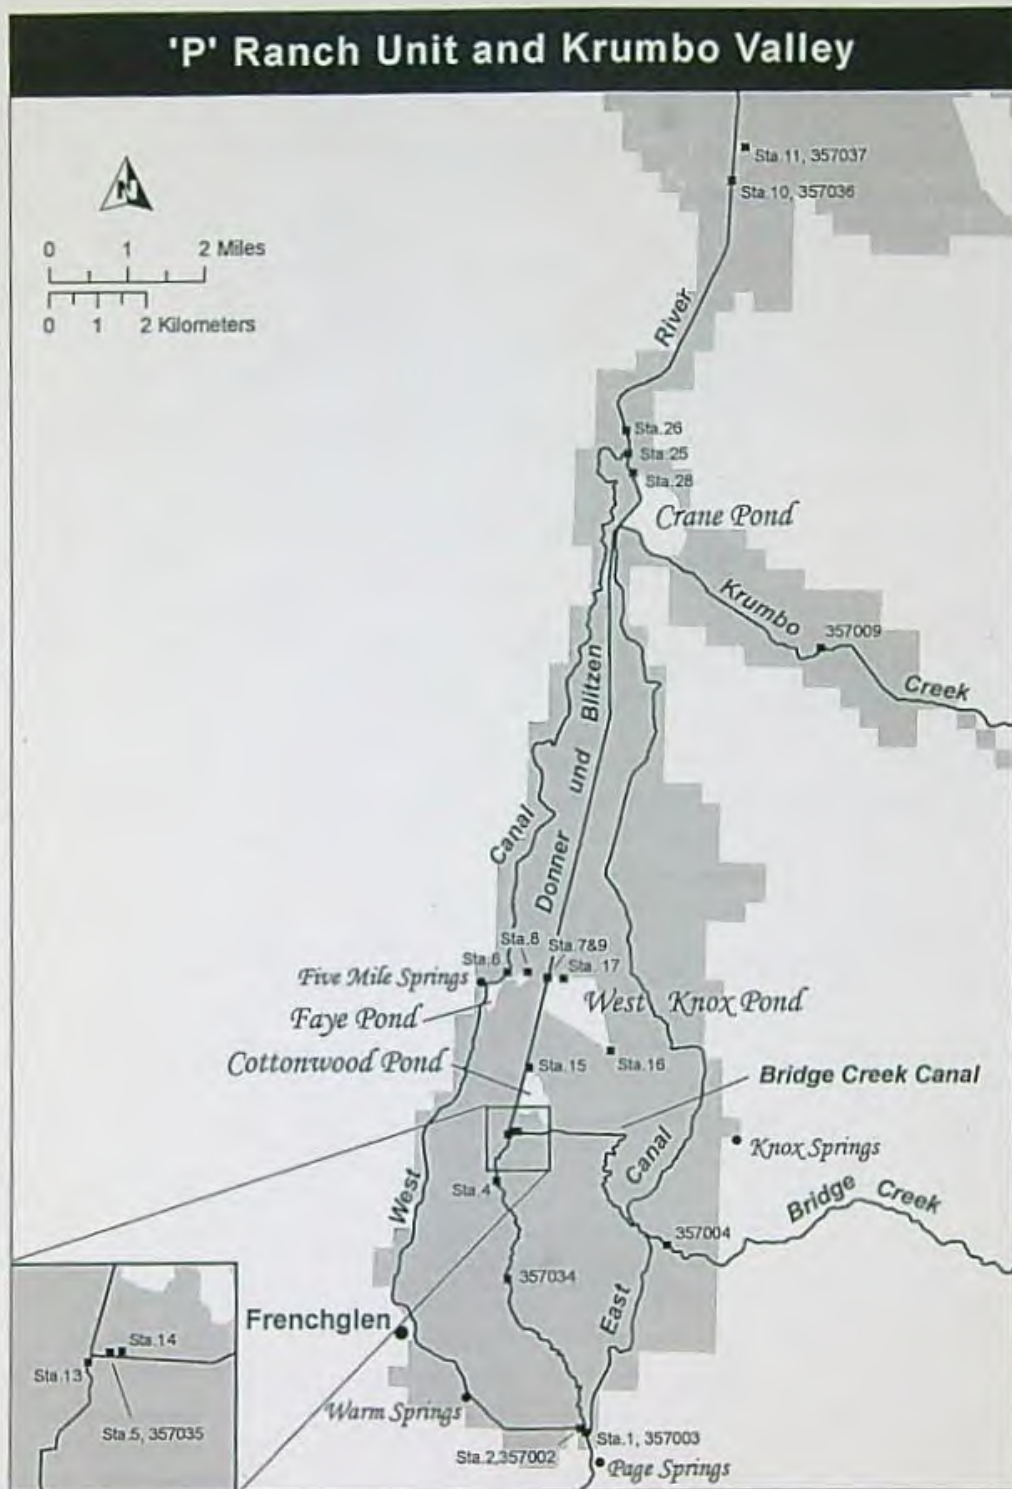 'P' Ranch Unit and Krumbo Valley
N
0 1 2 Miles
0 1 2 Kilometers
Sta.11, 357037
Sta.10, 357036
River
Sta.26
Sta.25
Sta.28
Crane Pond
Krumbo
357009
Creek
Blitzen
und
Donner
Canal
Sta.8
Sta.7&9
Sta.6
Sta. 17
Five Mile Springs
West Knox Pond
Faye Pond
Cottonwood Pond
Sta.15
Sta.16
Bridge Creek Canal
Canal
Knox Springs
Sta.4
West
Bridge Creek
357004
357034
East
Frenchglen
Sta.14
Sta.13
Sta.5, 357035
Warm Springs
Sta.2,357002
Sta.1, 357003
Page Springs